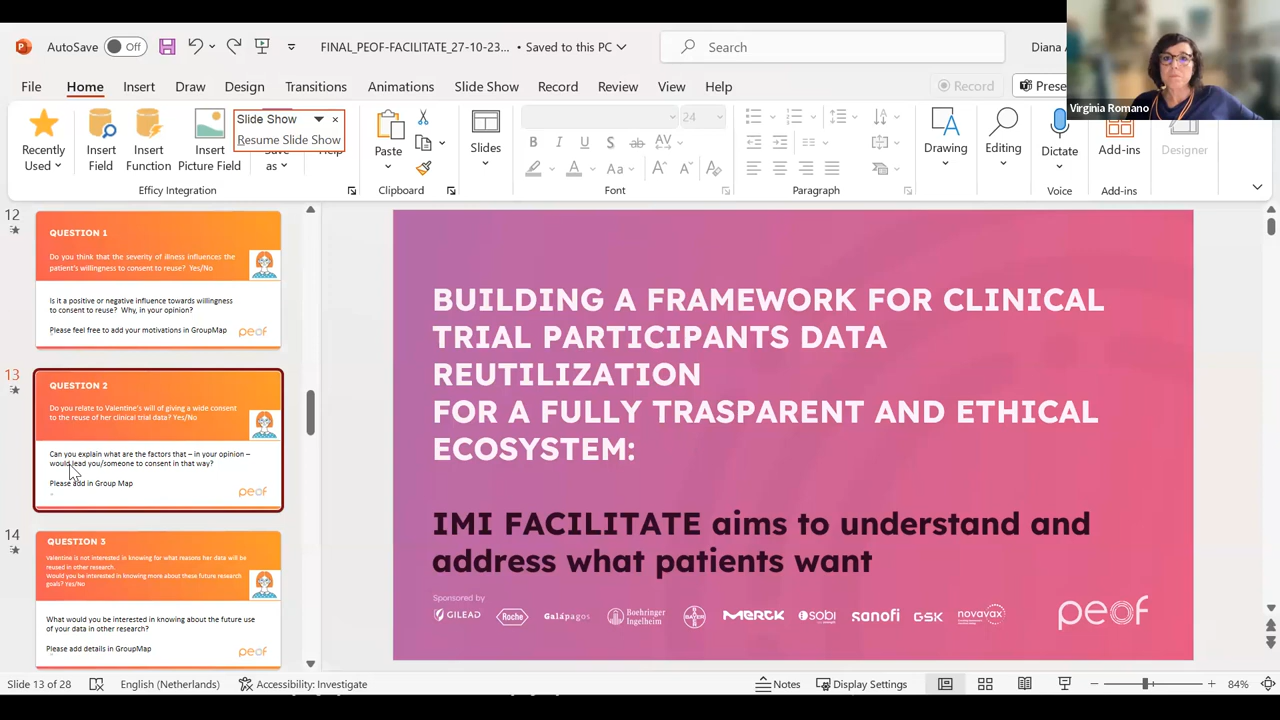 AutoSave Off
FINAL_PEOF-FACILITATE_27-10-23... • Saved to this PC
Search
Diana A
Virginia Romano
File Home Insert Draw Design Transitions Animations Slide Show Record Review View Help
Record
Prese
Recently Used
Insert Field
Insert Function
Insert Picture Field
Slide Show
Resume Slide Show
as
Efficy Integration
Paste
Clipboard
Slides
24
B I U S ab AV
Aa A A A
Font
Paragraph
Drawing
Editing
Dictate
Voice
Add-ins
Add-ins
Designer
12
QUESTION 1
Do you think that the severity of illness influences the
patient's willingness to consent to reuse? Yes/No
Is it a positive or negative influence towards willingness
to consent to reuse? Why, in your opinion?
Please feel free to add your motivations in GroupMap
peof
13
QUESTION 2
Do you relate to Valentine's will of giving a wide consent
to the reuse of her clinical trial data? Yes/No
Can you explain what are the factors that – in your opinion –
would lead you/someone to consent in that way?
Please add in Group Map
peof
14
QUESTION 3
Valentine is not interested in knowing for what reasons her data will be
reused in other research.
Would you be interested in knowing more about these future research
goals? Yes/No
What would you be interested in knowing about the future use
of your data in other research?
Please add details in GroupMap
peof
BUILDING A FRAMEWORK FOR CLINICAL
TRIAL PARTICIPANTS DATA
REUTILIZATION
FOR A FULLY TRASPARENT AND ETHICAL
ECOSYSTEM:
IMI FACILITATE aims to understand and
address what patients want
Sponsored by
GILEAD Roche Galápagos Boehringer Ingelheim BAYER MERCK sobi sanofi GSK novavax
peof
Slide 13 of 28
English (Netherlands)
Accessibility: Investigate
Notes
Display Settings
84%